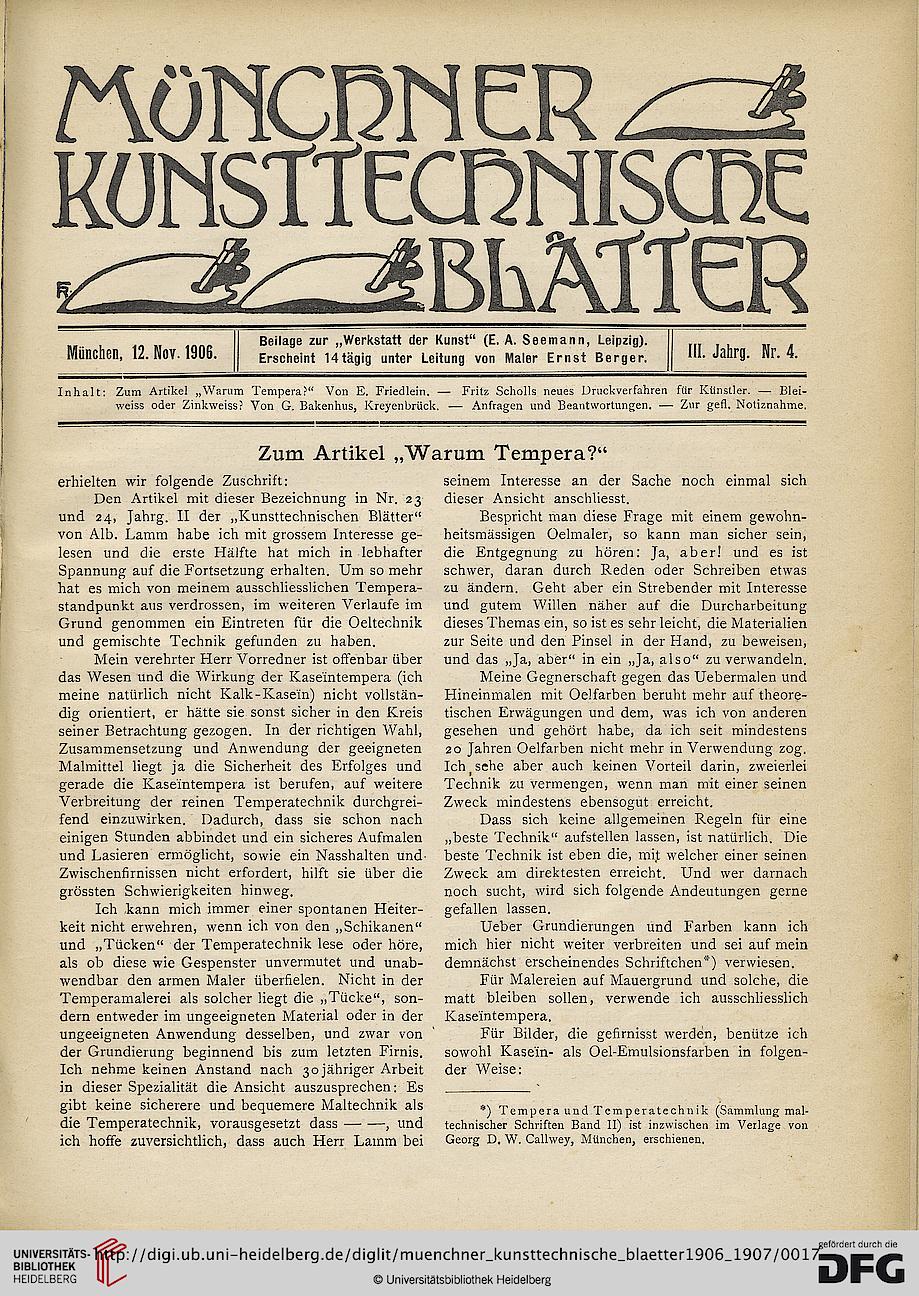 MÜNCHNER
KUNSTTECHNISCHE
BLÄTTER
FR
München, 12. Nov. 1906.
Beilage zur „Werkstatt der Kunst“ (E. A. Seemann, Leipzig).
Erscheint 14 tägig unter Leitung von Maler Ernst Berger.
III. Jahrg. Nr. 4.
Inhalt: Zum Artikel „Warum Tempera?“ Von E. Friedlein. — Fritz Scholls neues Druckverfahren für Künstler. — Blei-
weiss oder Zinkweiss? Von G. Bakenhus, Kreyenbrück. — Anfragen und Beantwortungen. — Zur gefl. Notiznahme.
Zum Artikel „Warum Tempera?“
erhielten wir folgende Zuschrift:
Den Artikel mit dieser Bezeichnung in Nr. 23
und 24, Jahrg. II der „Kunsttechnischen Blätter“
von Alb. Lamm habe ich mit grossem Interesse ge-
lesen und die erste Hälfte hat mich in lebhafter
Spannung auf die Fortsetzung erhalten. Um so mehr
hat es mich von meinem ausschliesslichen Tempera-
standpunkt aus verdrossen, im weiteren Verlaufe im
Grund genommen ein Eintreten für die Oeltechnik
und gemischte Technik gefunden zu haben.
Mein verehrter Herr Vorredner ist offenbar über
das Wesen und die Wirkung der Kaseïntempera (ich
meine natürlich nicht Kalk-Kaseïn) nicht vollstän-
dig orientiert, er hätte sie sonst sicher in den Kreis
seiner Betrachtung gezogen. In der richtigen Wahl,
Zusammensetzung und Anwendung der geeigneten
Malmittel liegt ja die Sicherheit des Erfolges und
gerade die Kaseïntempera ist berufen, auf weitere
Verbreitung der reinen Temperatechnik durchgrei-
fend einzuwirken. Dadurch, dass sie schon nach
einigen Stunden abbindet und ein sicheres Aufmalen
und Lasieren ermöglicht, sowie ein Nasshalten und
Zwischenfirnissen nicht erfordert, hilft sie über die
grössten Schwierigkeiten hinweg.
Ich kann mich immer einer spontanen Heiter-
keit nicht erwehren, wenn ich von den „Schikanen“
und „Tücken“ der Temperatechnik lese oder höre,
als ob diese wie Gespenster unvermutet und unab-
wendbar den armen Maler überfielen. Nicht in der
Temperamalerei als solcher liegt die „Tücke“, son-
dern entweder im ungeeigneten Material oder in der
ungeeigneten Anwendung desselben, und zwar von
der Grundierung beginnend bis zum letzten Firnis.
Ich nehme keinen Anstand nach 30jähriger Arbeit
in dieser Spezialität die Ansicht auszusprechen: Es
gibt keine sicherere und bequemere Maltechnik als
die Temperatechnik, vorausgesetzt dass — —, und
ich hoffe zuversichtlich, dass auch Herr Lamm bei
seinem Interesse an der Sache noch einmal sich
dieser Ansicht anschliesst.
Bespricht man diese Frage mit einem gewohn-
heitsmässigen Oelmaler, so kann man sicher sein,
die Entgegnung zu hören: Ja, aber! und es ist
schwer, daran durch Reden oder Schreiben etwas
zu ändern. Geht aber ein Strebender mit Interesse
und gutem Willen näher auf die Durcharbeitung
dieses Themas ein, so ist es sehr leicht, die Materialien
zur Seite und den Pinsel in der Hand, zu beweisen,
und das „Ja, aber“ in ein „Ja, also“ zu verwandeln.
Meine Gegnerschaft gegen das Uebermalen und
Hineinmalen mit Oelfarben beruht mehr auf theore-
tischen Erwägungen und dem, was ich von anderen
gesehen und gehört habe, da ich seit mindestens
20 Jahren Oelfarben nicht mehr in Verwendung zog.
Ich sehe aber auch keinen Vorteil darin, zweierlei
Technik zu vermengen, wenn man mit einer seinen
Zweck mindestens ebensogut erreicht.
Dass sich keine allgemeinen Regeln für eine
„beste Technik“ aufstellen lassen, ist natürlich. Die
beste Technik ist eben die, mit welcher einer seinen
Zweck am direktesten erreicht. Und wer darnach
noch sucht, wird sich folgende Andeutungen gerne
gefallen lassen.
Ueber Grundierungen und Farben kann ich
mich hier nicht weiter verbreiten und sei auf mein
demnächst erscheinendes Schriftchen*) verwiesen.
Für Malereien auf Mauergrund und solche, die
matt bleiben sollen, verwende ich ausschliesslich
Kaseïntempera.
Für Bilder, die gefirnisst werden, benütze ich
sowohl Kaseïn- als Oel-Emulsionsfarben in folgen-
der Weise:
*) Tempera und Temperatechnik (Sammlung mal-
technischer Schriften Band II) ist inzwischen im Verlage von
Georg D. W. Callwey, München, erschienen.
UNIVERSITÄTS-
BIBLIOTHEK
HEIDELBERG
http://digi.ub.uni-heidelberg.de/diglit/muenchner_kunsttechnische_blaetter1906_1907/0017
© Universitätsbibliothek Heidelberg
gefördert durch die
DFG